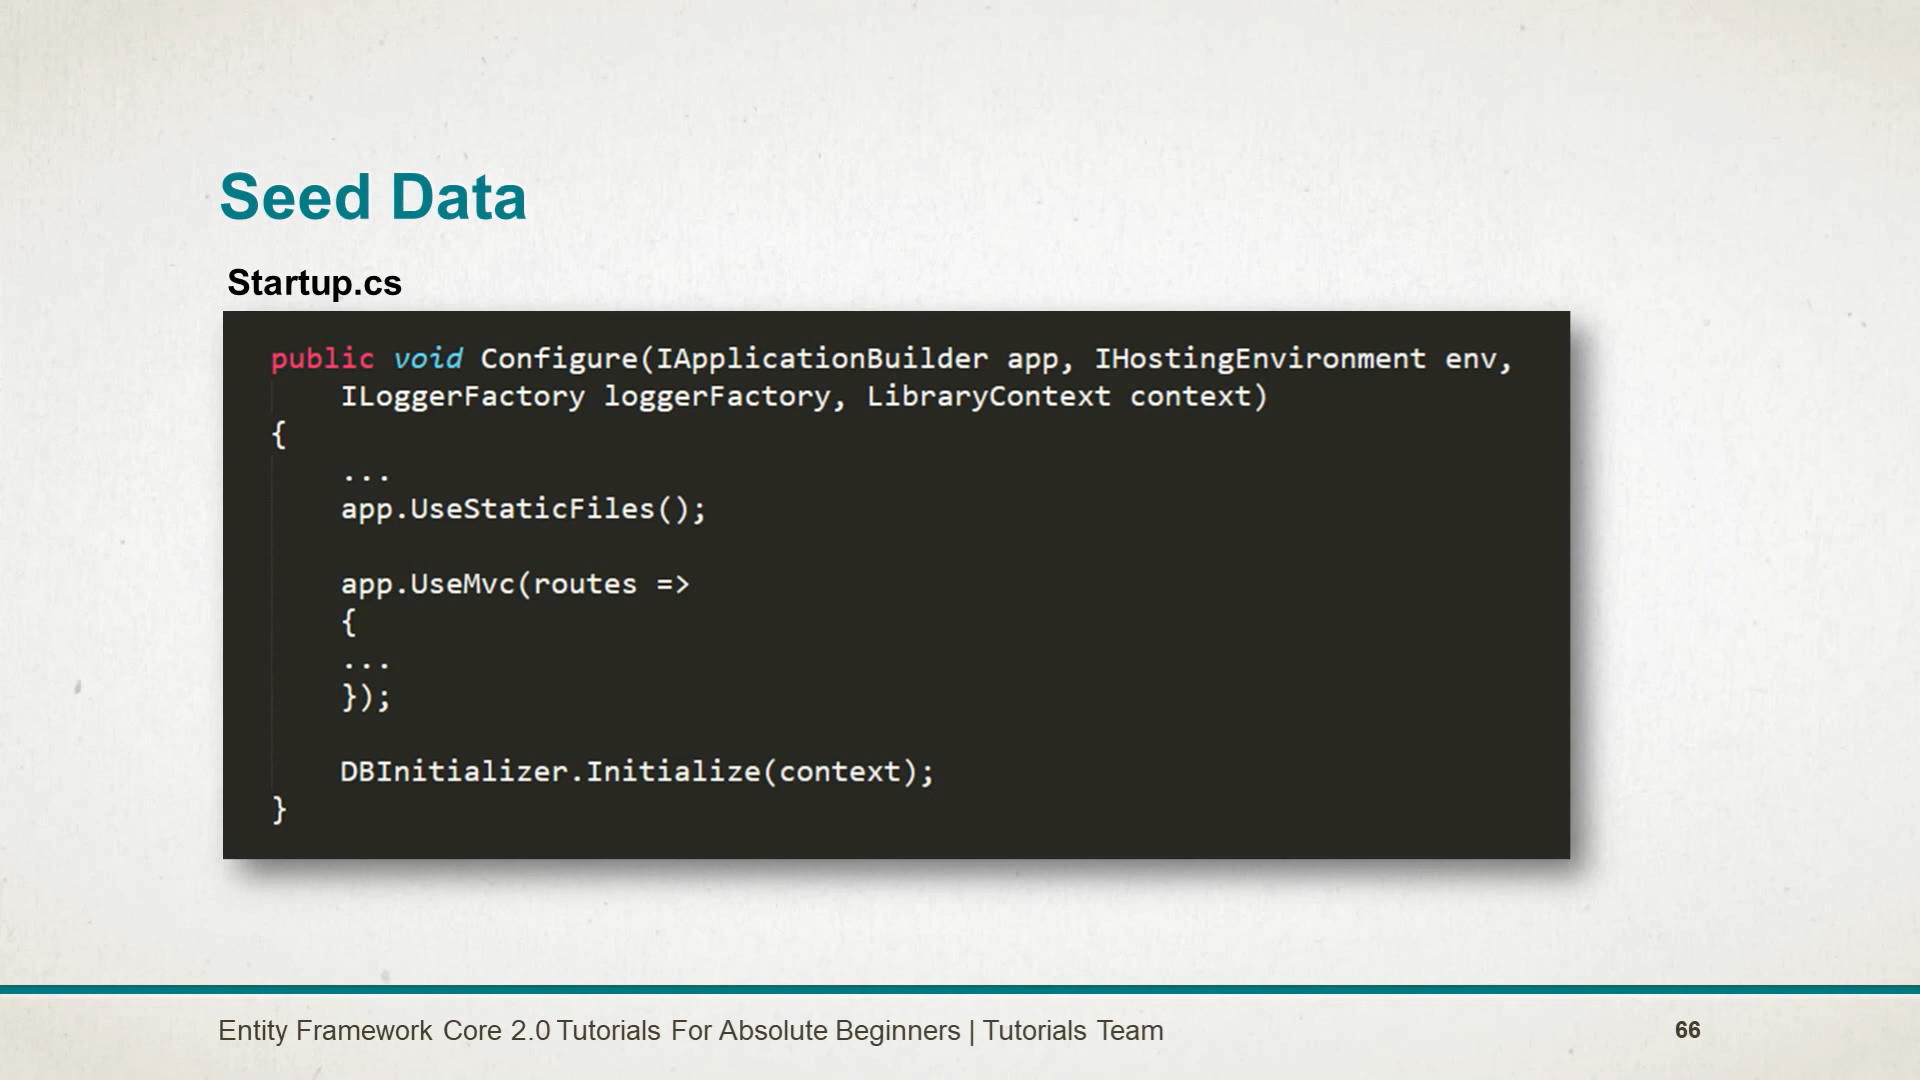 Seed Data
Startup.cs
public void Configure(IApplicationBuilder app, IHostingEnvironment env,
ILoggerFactory loggerFactory, LibraryContext context)
{
...
app.UseStaticFiles();
app.UseMvc(routes =>
{
...
});
DBInitializer.Initialize(context);
}
Entity Framework Core 2.0 Tutorials For Absolute Beginners | Tutorials Team
66